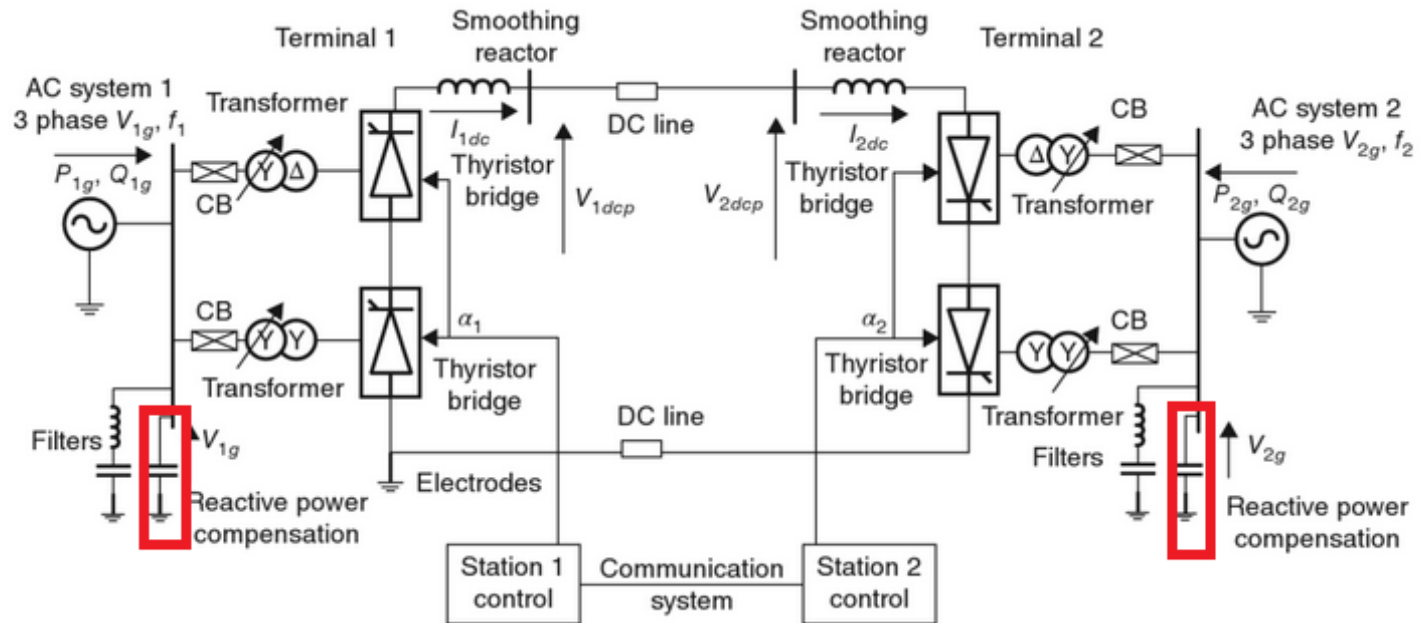 Terminal 1
Smoothing
reactor
Smoothing
reactor
Terminal 2
AC system 1
3 phase V1g, f1
P1g, Q1g
Transformer
CB
Y Δ
I1dc
Thyristor
bridge
DC line
V1dcp
V2dcp
I2dc
Thyristor
bridge
Δ Y
CB
Transformer
AC system 2
3 phase V2g, f2
P2g, Q2g
CB
Y Y
Transformer
α1
Thyristor
bridge
α2
Thyristor
bridge
CB
Y Y
Transformer
DC line
Filters
V1g
Electrodes
Reactive power
compensation
Filters
V2g
Reactive power
compensation
Station 1
control
Communication
system
Station 2
control